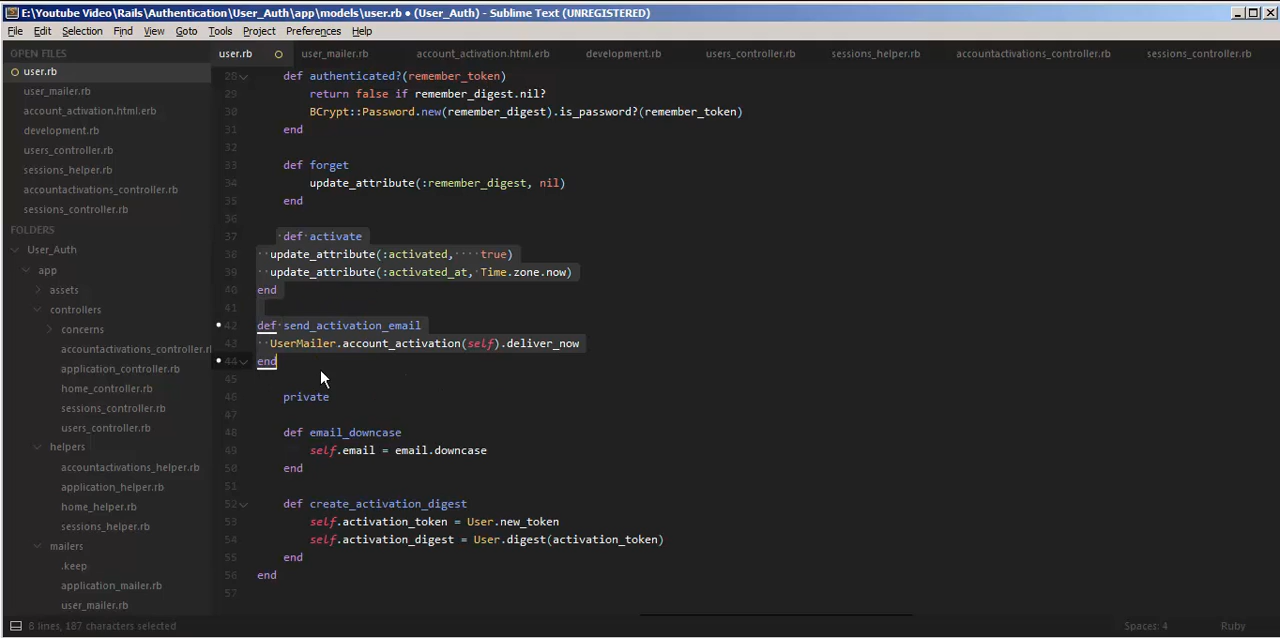 E:\Youtube Video\Rails\Authentication\User_Auth\app\models\user.rb • (User_Auth) - Sublime Text (UNREGISTERED)
File Edit Selection Find View Goto Tools Project Preferences Help
OPEN FILES
user.rb
user_mailer.rb
account_activation.html.erb
development.rb
users_controller.rb
sessions_helper.rb
accountactivations_controller.rb
sessions_controller.rb
FOLDERS
User_Auth
app
assets
controllers
concerns
accountactivations_controller.r
application_controller.rb
home_controller.rb
sessions_controller.rb
users_controller.rb
helpers
accountactivations_helper.rb
application_helper.rb
home_helper.rb
sessions_helper.rb
mailers
.keep
application_mailer.rb
user_mailer.rb
user.rb user_mailer.rb account_activation.html.erb development.rb users_controller.rb sessions_helper.rb accountactivations_controller.rb sessions_controller.rb
28 def authenticated?(remember_token)
29 return false if remember_digest.nil?
30 BCrypt::Password.new(remember_digest).is_password?(remember_token)
31 end
32
33 def forget
34 update_attribute(:remember_digest, nil)
35 end
36
37 def activate
38 update_attribute(:activated, true)
39 update_attribute(:activated_at, Time.zone.now)
40 end
41
42 def send_activation_email
43 UserMailer.account_activation(self).deliver_now
44 end
45
46 private
47
48 def email_downcase
49 self.email = email.downcase
50 end
51
52 def create_activation_digest
53 self.activation_token = User.new_token
54 self.activation_digest = User.digest(activation_token)
55 end
56 end
57
8 lines, 187 characters selected Spaces: 4 Ruby